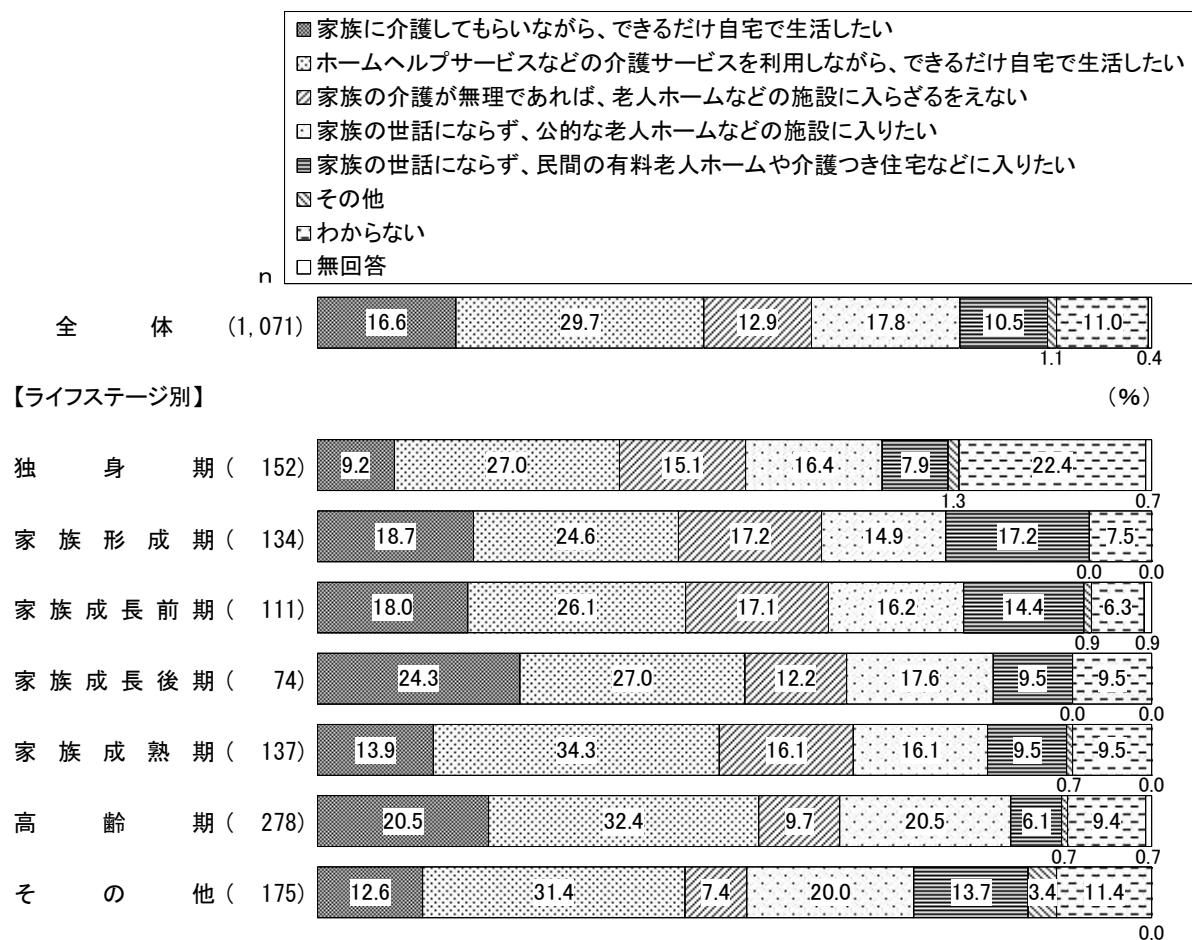 家族に介護してもらいながら、できるだけ自宅で生活したい
ホームヘルプサービスなどの介護サービスを利用しながら、できるだけ自宅で生活したい
家族の介護が無理であれば、老人ホームなどの施設に入らざるをえない
家族の世話にならず、公的な老人ホームなどの施設に入りたい
家族の世話にならず、民間の有料老人ホームや介護つき住宅などに入りたい
その他
わからない
無回答
n
全体 (1,071) 16.6 29.7 12.9 17.8 10.5 11.0
1.1 0.4
【ライフステージ別】 (%)
独身期 ( 152) 9.2 27.0 15.1 16.4 7.9 22.4
1.3 0.7
家族形成期 ( 134) 18.7 24.6 17.2 14.9 17.2 7.5
0.0 0.0
家族成長前期 ( 111) 18.0 26.1 17.1 16.2 14.4 6.3
0.9 0.9
家族成長後期 ( 74) 24.3 27.0 12.2 17.6 9.5 9.5
0.0 0.0
家族成熟期 ( 137) 13.9 34.3 16.1 16.1 9.5 9.5
0.7 0.0
高齢期 ( 278) 20.5 32.4 9.7 20.5 6.1 9.4
0.7 0.7
その他 ( 175) 12.6 31.4 7.4 20.0 13.7 3.4 11.4
0.0